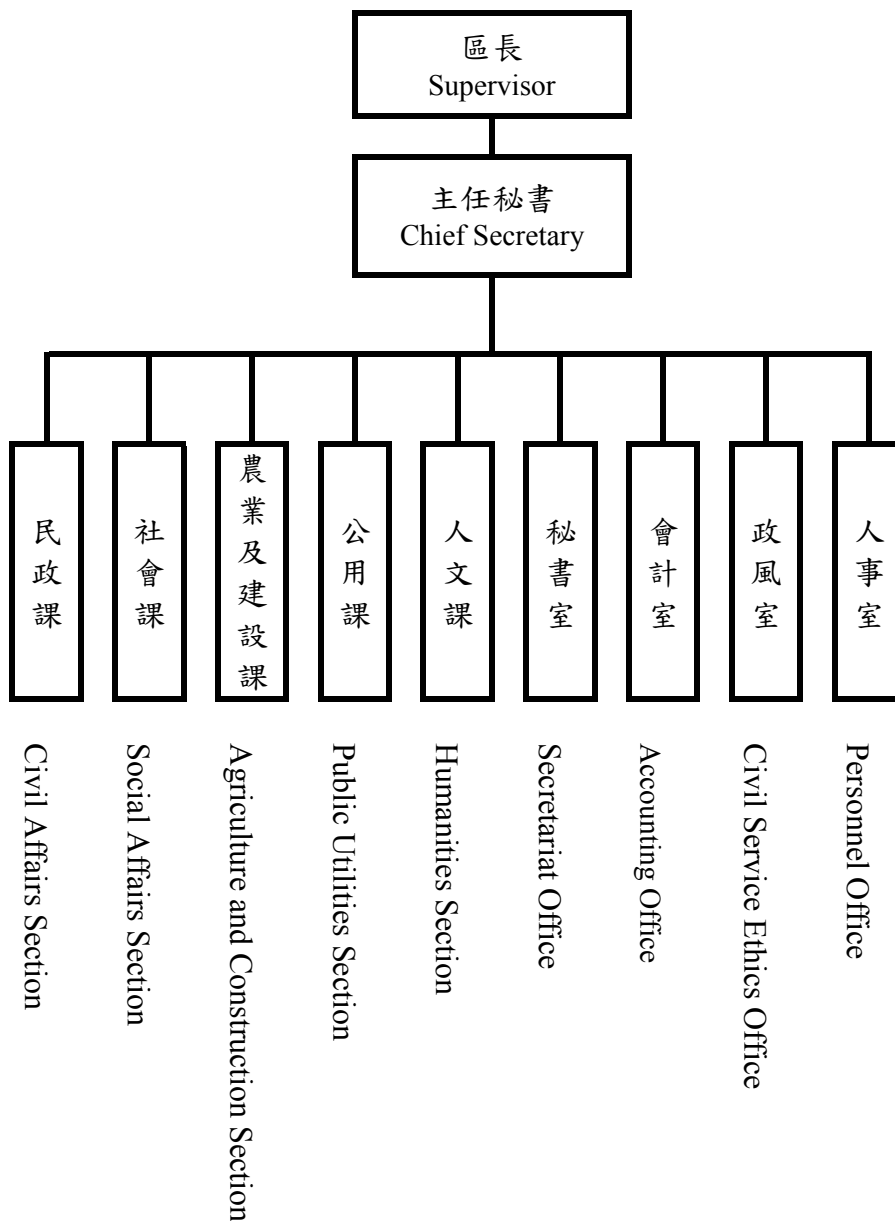 區長
Supervisor
主任秘書
Chief Secretary
民政課
社會課
農業及建設課
公用課
人文課
秘書室
會計室
政風室
人事室
Civil Affairs Section
Social Affairs Section
Agriculture and Construction Section
Public Utilities Section
Humanities Section
Secretariat Office
Accounting Office
Civil Service Ethics Office
Personnel Office